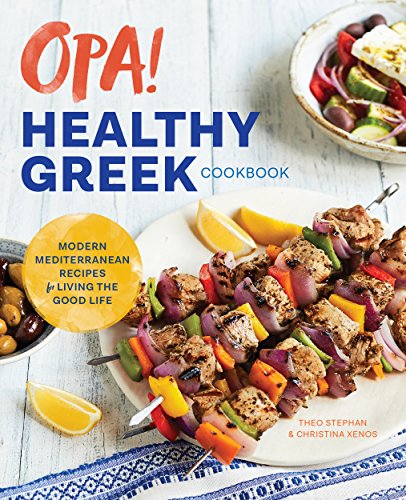 OPA!
HEALTHY
GREEK COOKBOOK
MODERN
MEDITERRANEAN
RECIPES
for LIVING THE
GOOD LIFE
THEO STEPHAN
& CHRISTINA XENOS